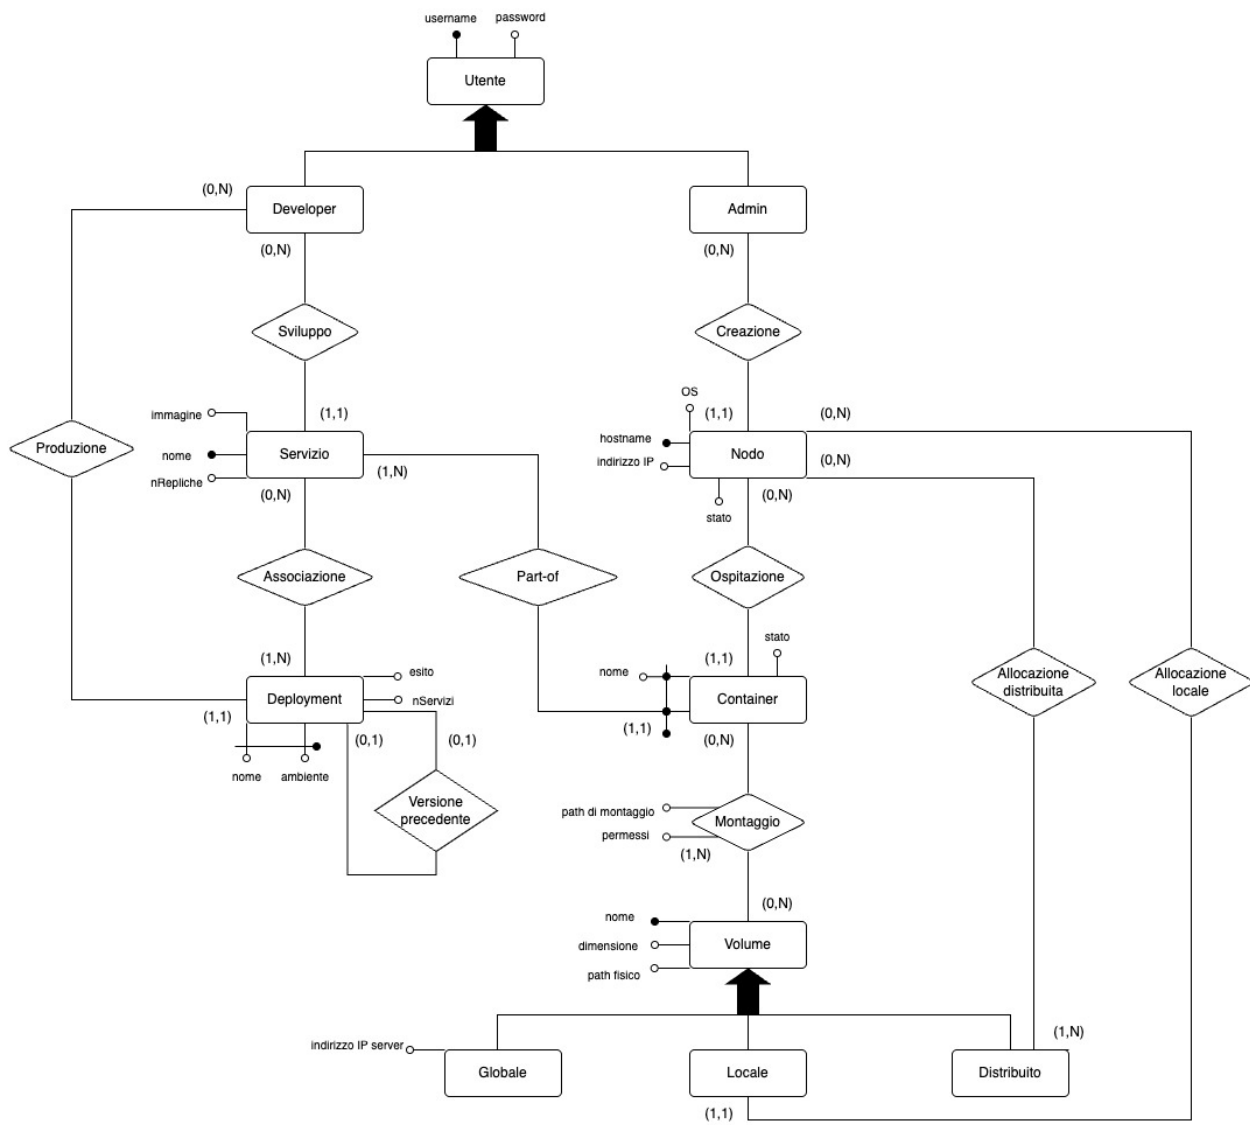 username
password
Utente
(0,N)
Developer
Admin
(0,N)
(0,N)
Sviluppo
Creazione
OS
immagine
(1,1)
(1,1)
(0,N)
Produzione
nome
Servizio
hostname
indirizzo IP
Nodo
(0,N)
nRepliche
(1,N)
(0,N)
(0,N)
stato
Associazione
Part-of
Ospitazione
stato
(1,N)
esito
nome
(1,1)
Allocazione
distribuita
Allocazione
locale
Deployment
nServizi
Container
(1,1)
(0,1)
(0,1)
(1,1)
(0,N)
nome
ambiente
Versione
precedente
path di montaggio
permessi
Montaggio
(1,N)
nome
(0,N)
dimensione
Volume
path fisico
indirizzo IP server
(1,N)
Globale
Locale
Distribuito
(1,1)